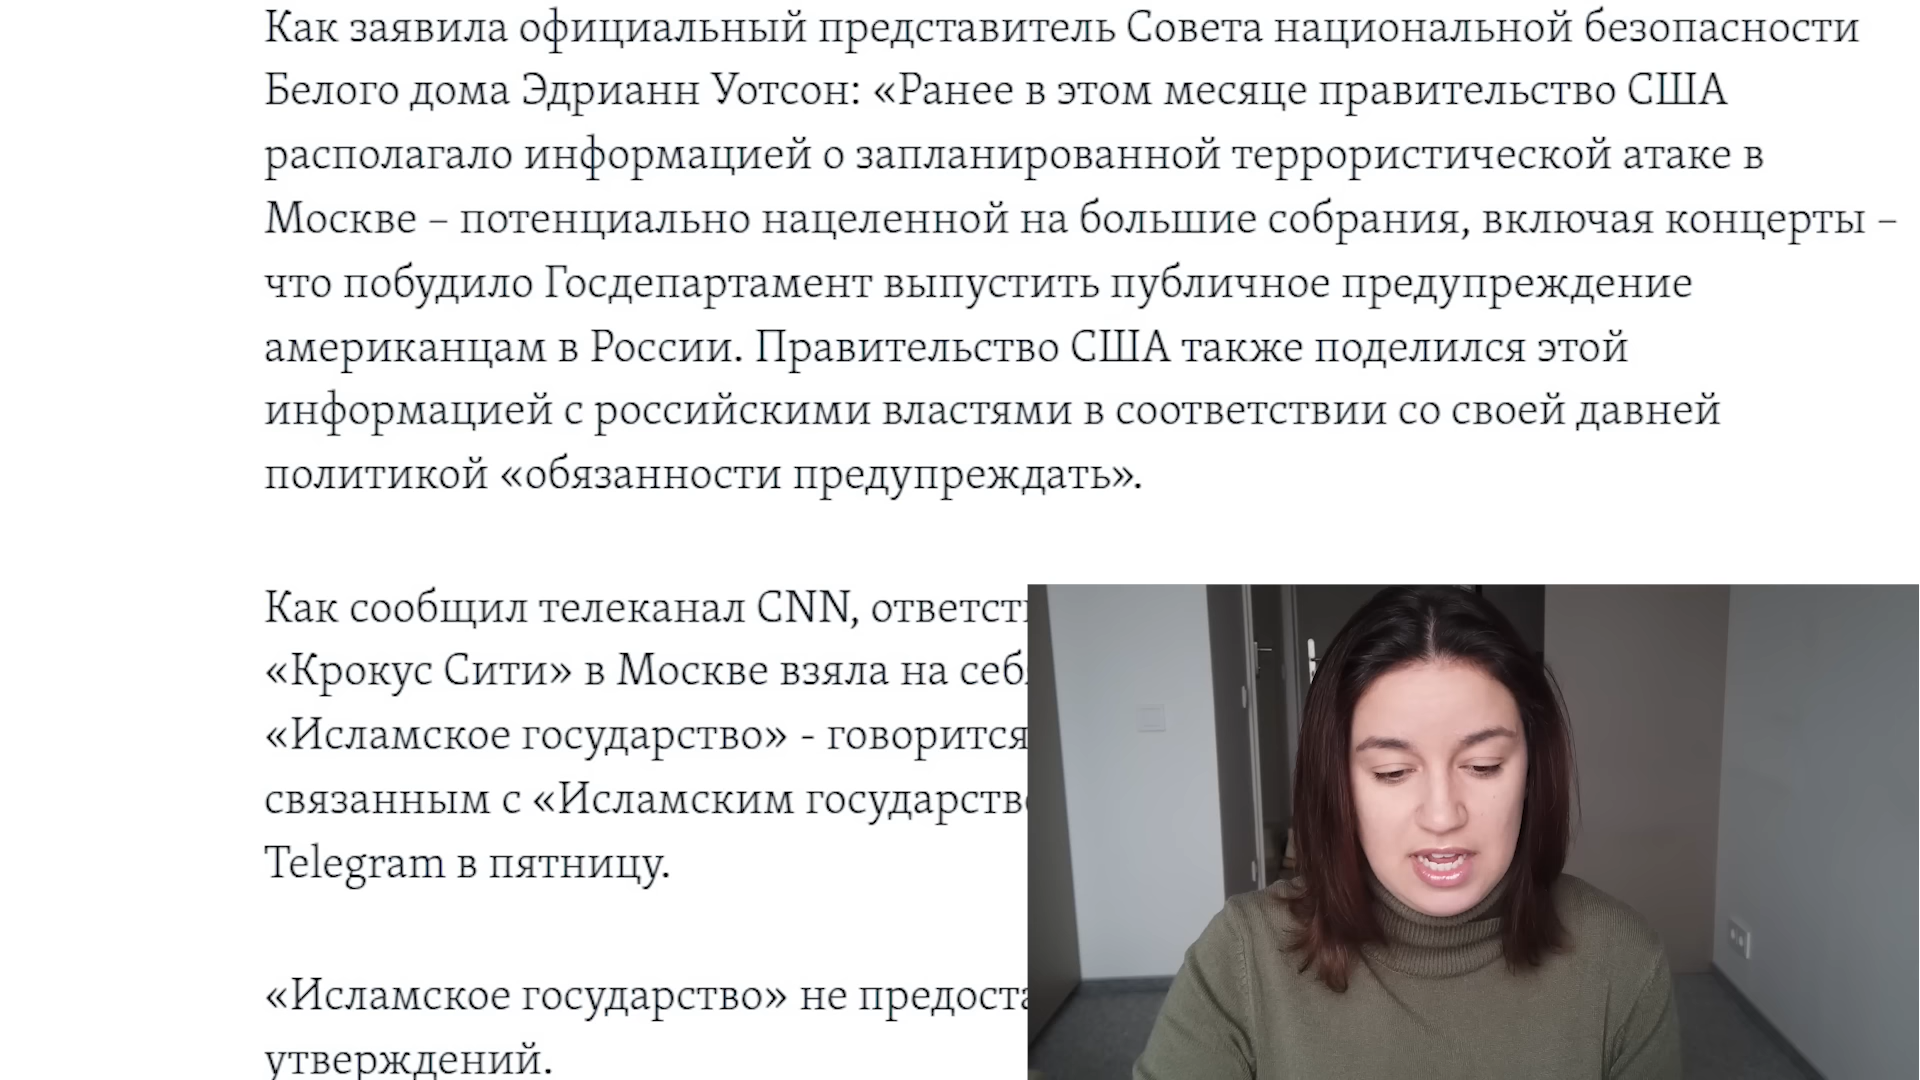 Как заявила официальный представитель Совета национальной безопасности
Белого дома Эдрианн Уотсон: «Ранее в этом месяце правительство США
располагало информацией о запланированной террористической атаке в
Москве – потенциально нацеленной на большие собрания, включая концерты –
что побудило Госдепартамент выпустить публичное предупреждение
американцам в России. Правительство США также поделился этой
информацией с российскими властями в соответствии со своей давней
политикой «обязанности предупреждать».
Как сообщил телеканал CNN,
«Крокус Сити» в Москве взяла на
«Исламское государство» - говорится
связанным с «Исламским
Telegram в пятницу.
«Исламское государство» не
утверждений.